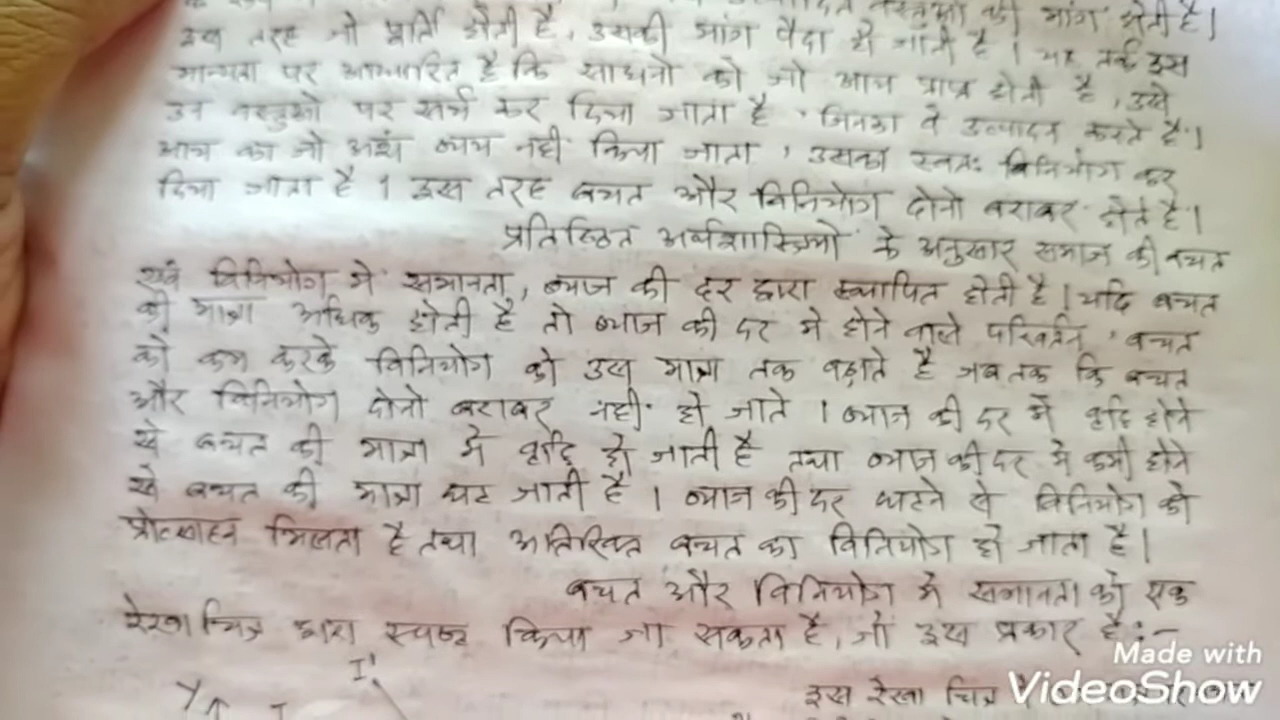 उत्पादित वस्तुओं की मांग होती है।
इस तरह जो पूर्ति होती है, उसकी मांग पैदा हो जाती है। यह तर्क इस
मान्यता पर आधारित है कि साधनो को जो आय प्राप्त होती है, उसे
उन वस्तुओ पर खर्च कर दिया जाता है जिनका वे उत्पादन करते है।
आय का जो अंश व्यय नही किया जाता, उसका स्वतः विनियोग कर
दिया जाता है। इस तरह बचत और विनियोग दोनो बराबर होते है।
प्रतिष्ठित अर्थशास्त्रियो के अनुसार समाज की बचत
एवं विनियोग मे समानता, ब्याज की दर द्वारा स्थापित होती है। यदि बचत
की मात्रा अधिक होती है तो ब्याज की दर मे होने वाले परिवर्तन, बचत
को कम करके विनियोग को उस मात्रा तक बढ़ाते है जबतक कि बचत
और विनियोग दोनो बराबर नही हो जाते। ब्याज की दर मे वृद्दि होने
से बचत की मात्रा मे वृद्दि हो जाती है तथा ब्याज की दर मे कमी होने
से बचत की मात्रा घट जाती है। ब्याज की दर घटने से विनियोग को
प्रोत्साहन मिलता है तथा अतिरिक्त बचत का विनियोग हो जाता है।
बचत और विनियोग मे समानता को एक
रेखाचित्र द्वारा स्पष्ट किया जा सकता है, जो इस प्रकार है:-
I'
Y
I
इस रेखा चित्र
Made with
VideoShow